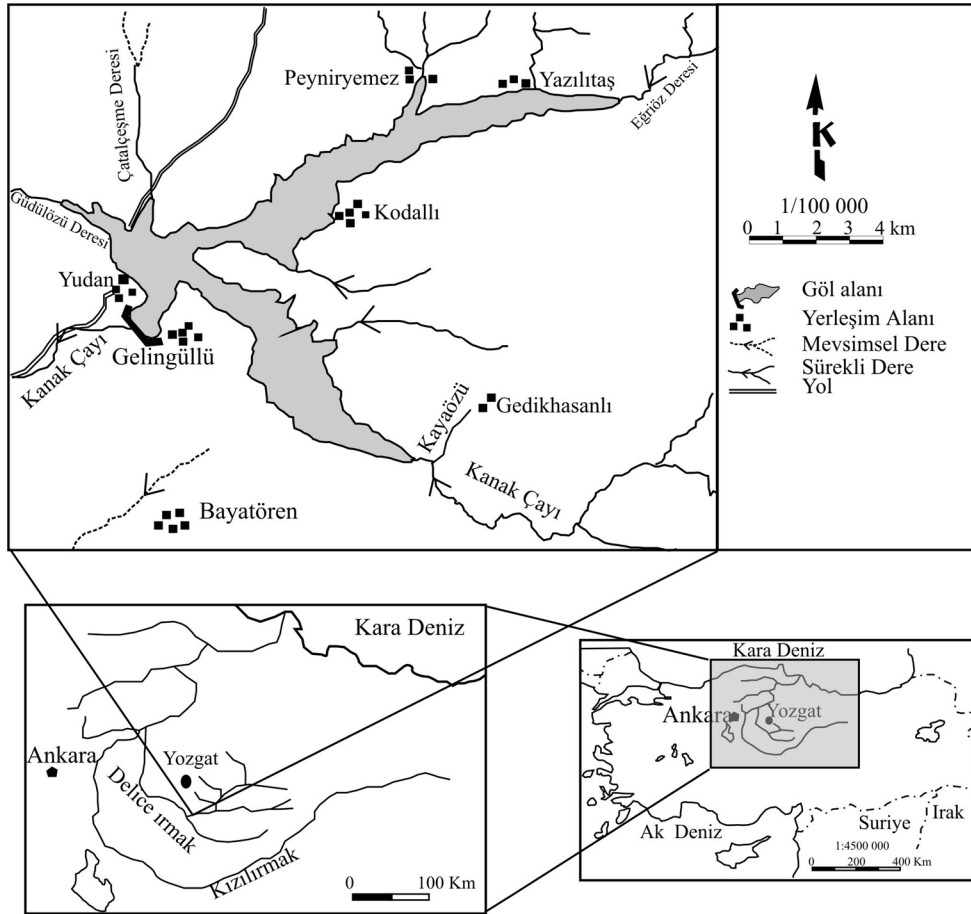 Çatalçeşme Deresi
Peyniryemez
Yazılıtaş
Eğriöz Deresi
Kodallı
Güdülözü Deresi
Yudan
Gelingüllü
Kanak Çayı
Gedikhasanlı
Kayaözü
Kanak Çayı
Bayatören
K
1/100 000
0 1 2 3 4 km
Göl alanı
Yerleşim Alanı
Mevsimsel Dere
Sürekli Dere
Yol
Kara Deniz
Ankara
Yozgat
Delice ırmak
Kızılırmak
0 100 Km
Kara Deniz
Ankara
Yozgat
Ak Deniz
Suriye
Irak
1:4500 000
0 200 400 Km